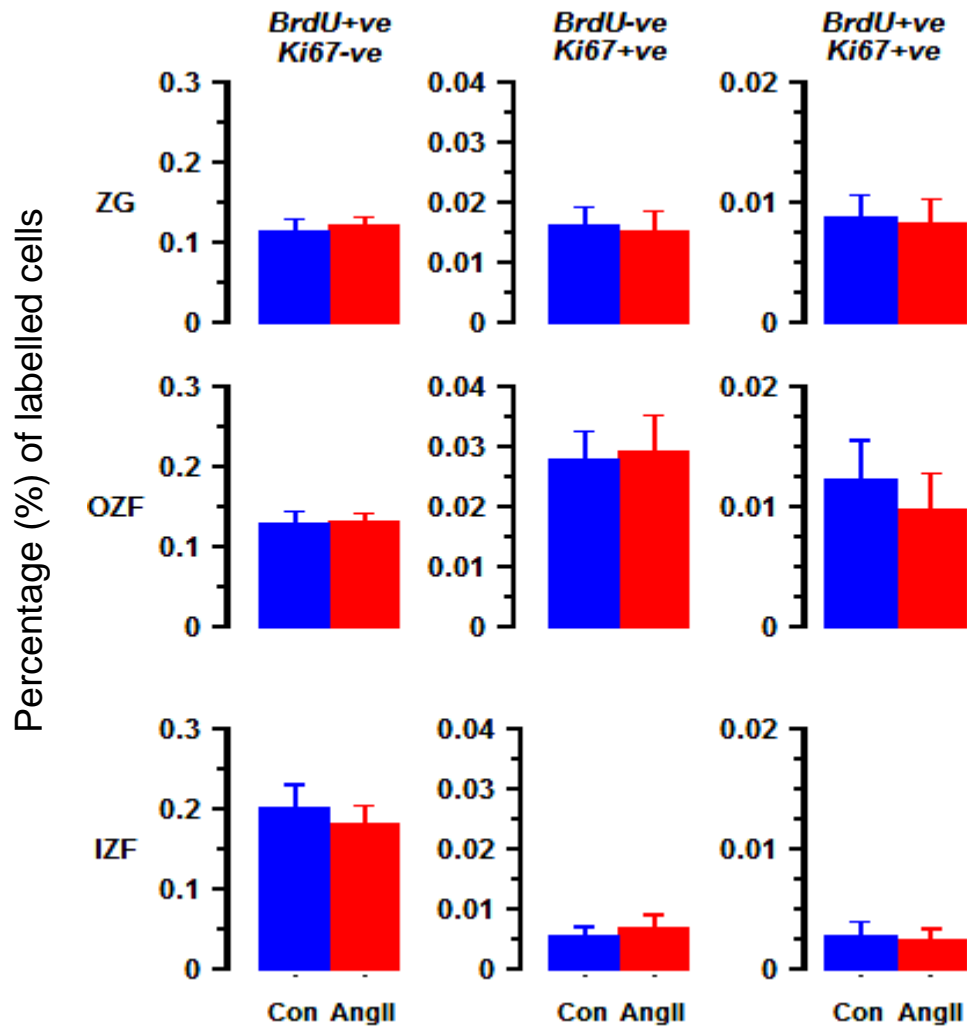 BrdU+ve BrdU-ve BrdU+ve
Ki67-ve Ki67+ve Ki67+ve
Percentage (%) of labelled cells
ZG
0.3 0.04 0.02
0.2 0.03
0.02 0.01
0.1 0.01
0 0 0
OZF
0.3 0.04 0.02
0.2 0.03
0.02 0.01
0.1 0.01
0 0 0
IZF
0.3 0.04 0.02
0.2 0.03
0.02 0.01
0.1 0.01
0 0 0
Con AngII Con AngII Con AngII